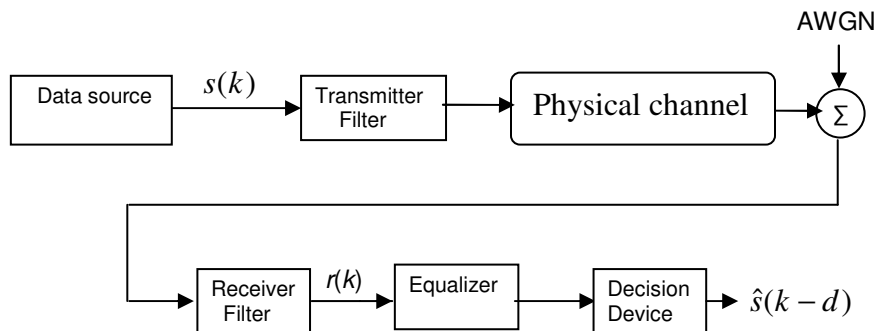 AWGN
Data source
s(k)
Transmitter
Filter
Physical channel
Σ
Receiver
Filter
r(k)
Equalizer
Decision
Device
ŝ(k − d)